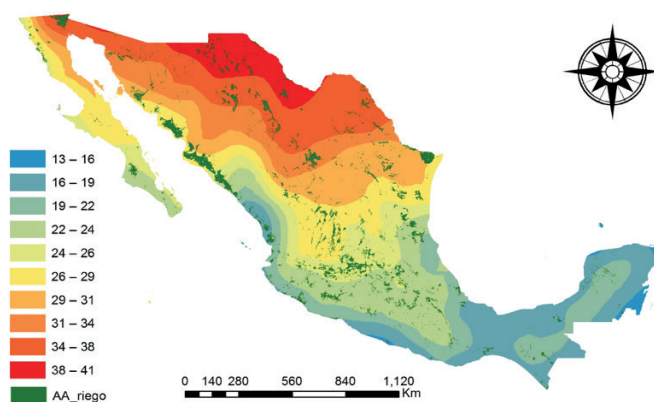 13 – 16
16 – 19
19 – 22
22 – 24
24 – 26
26 – 29
29 – 31
31 – 34
34 – 38
38 – 41
AA_riego
0 140 280 560 840 1,120
Km